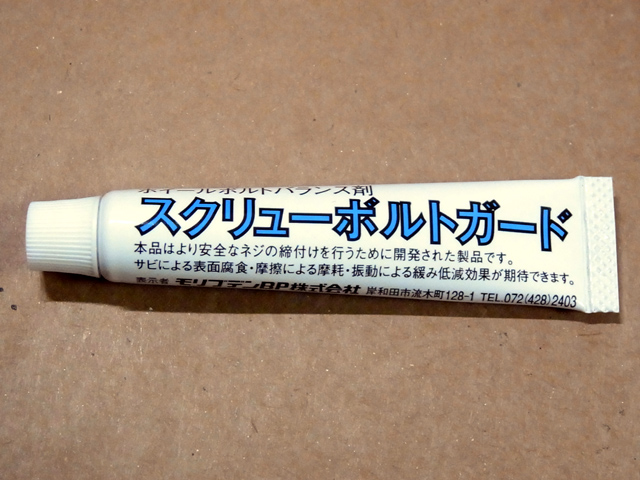 ホイールボルトバランス剤
スクリューボルトガード
本品はより安全なネジの締付けを行うために開発された製品です。
サビによる表面腐食・摩擦による摩耗・振動による緩み低減効果が期待できます。
表示者 モリコデンBP株式会社 岸和田市流木町128-1 TEL 072(428)2403